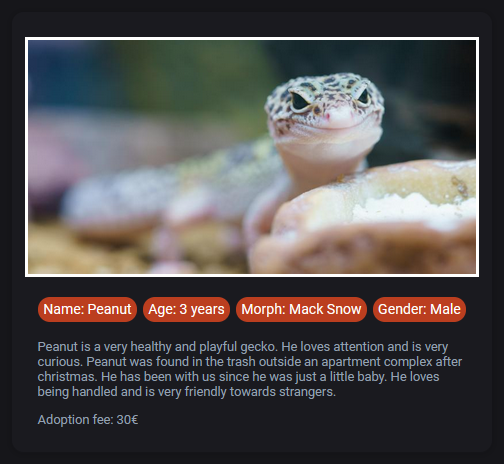 Name: Peanut Age: 3 years Morph: Mack Snow Gender: Male
Peanut is a very healthy and playful gecko. He loves attention and is very
curious. Peanut was found in the trash outside an apartment complex after
christmas. He has been with us since he was just a little baby. He loves
being handled and is very friendly towards strangers.
Adoption fee: 30€